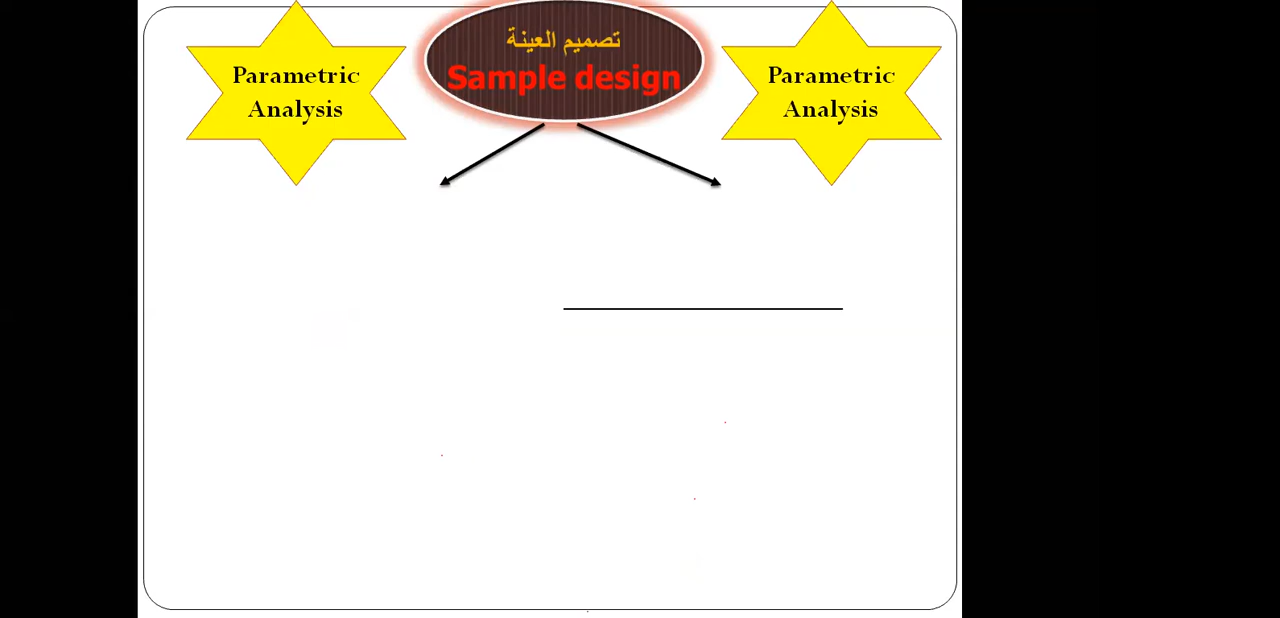 Parametric
Analysis
تصميم العينة
Sample design
Parametric
Analysis